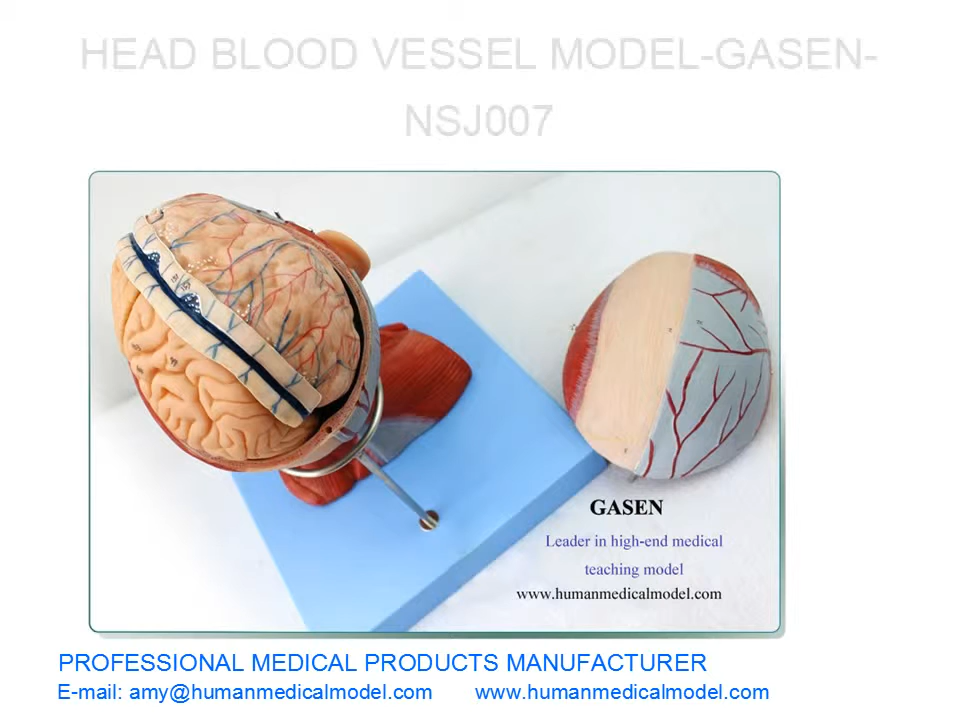 HEAD BLOOD VESSEL MODEL-GASEN-
NSJ007
GASEN
Leader in high-end medical
teaching model
www.humanmedicalmodel.com
PROFESSIONAL MEDICAL PRODUCTS MANUFACTURER
E-mail: amy@humanmedicalmodel.com www.humanmedicalmodel.com